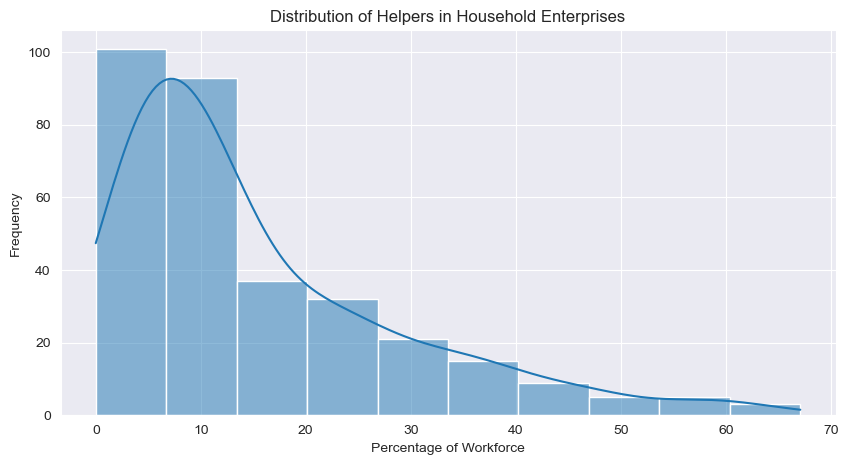 Distribution of Helpers in Household Enterprises
100
80
60
40
20
0
Frequency
0 10 20 30 40 50 60 70
Percentage of Workforce